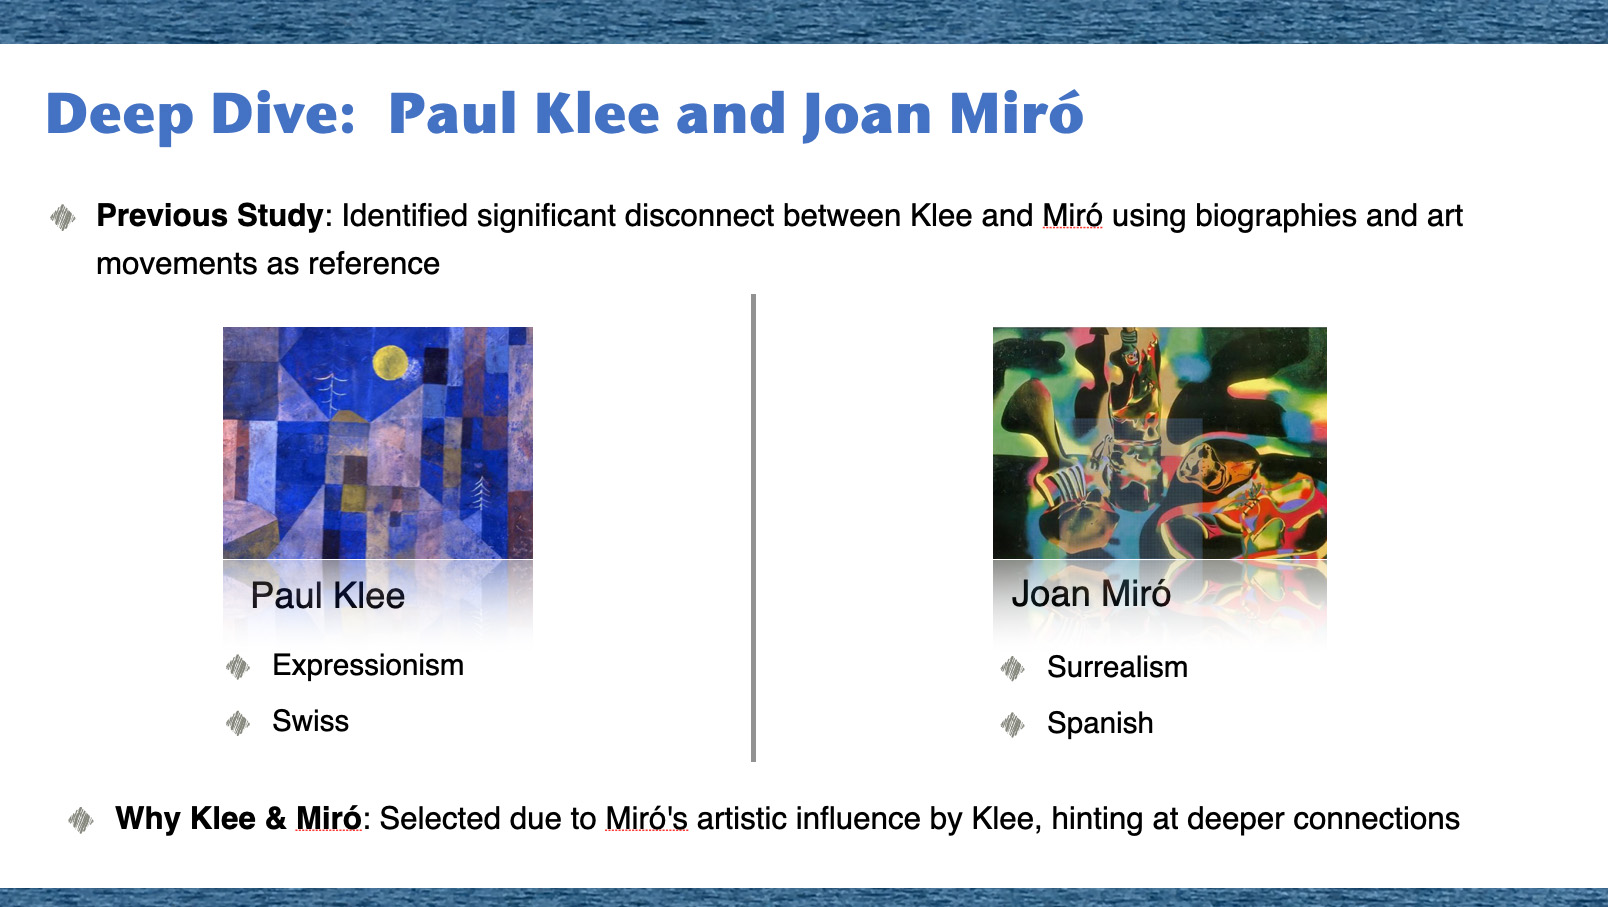 Deep Dive:  Paul Klee and Joan Miró
Previous Study: Identified significant disconnect between Klee and Miró using biographies and art
movements as reference
Paul Klee
Expressionism
Swiss
Joan Miró
Surrealism
Spanish
Why Klee & Miró: Selected due to Miró's artistic influence by Klee, hinting at deeper connections